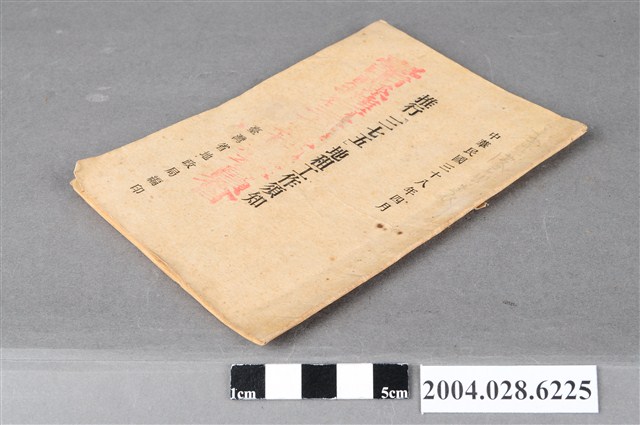 中華民國三十八年四月
推行「三七五」地租工作須知
臺灣省地政局編印
1cm
5cm
2004.028.6225